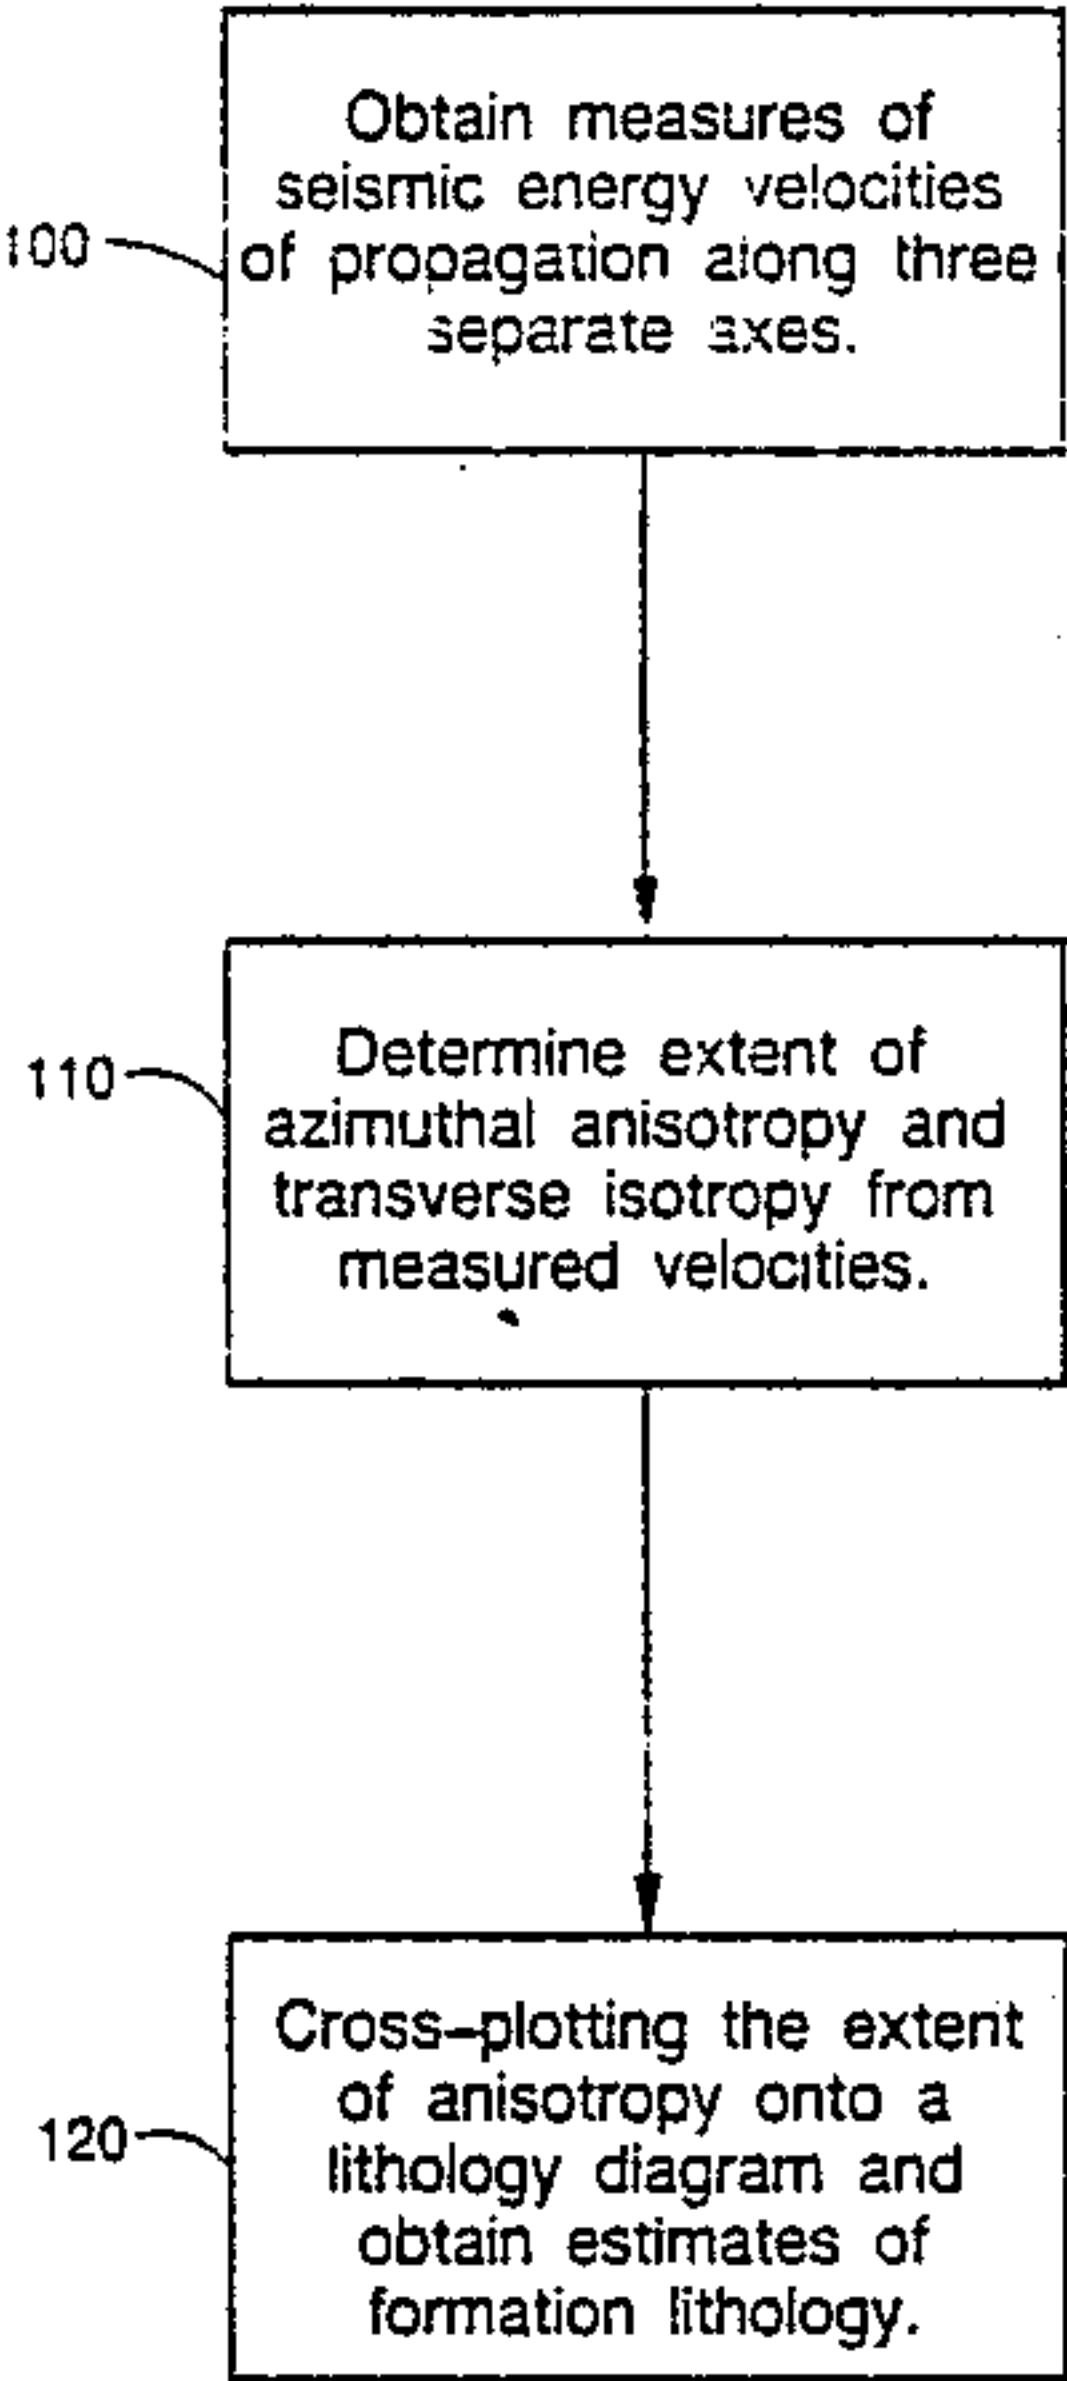 Obtain measures of
seismic energy velocities
100
of propagation along three
separate axes.
Determine extent of
110
azimuthal anisotropy and
transverse isotropy from
measured velocities.
Cross-plotting the extent
of anisotropy onto a
120
lithology diagram and
obtain estimates of
formation lithology.